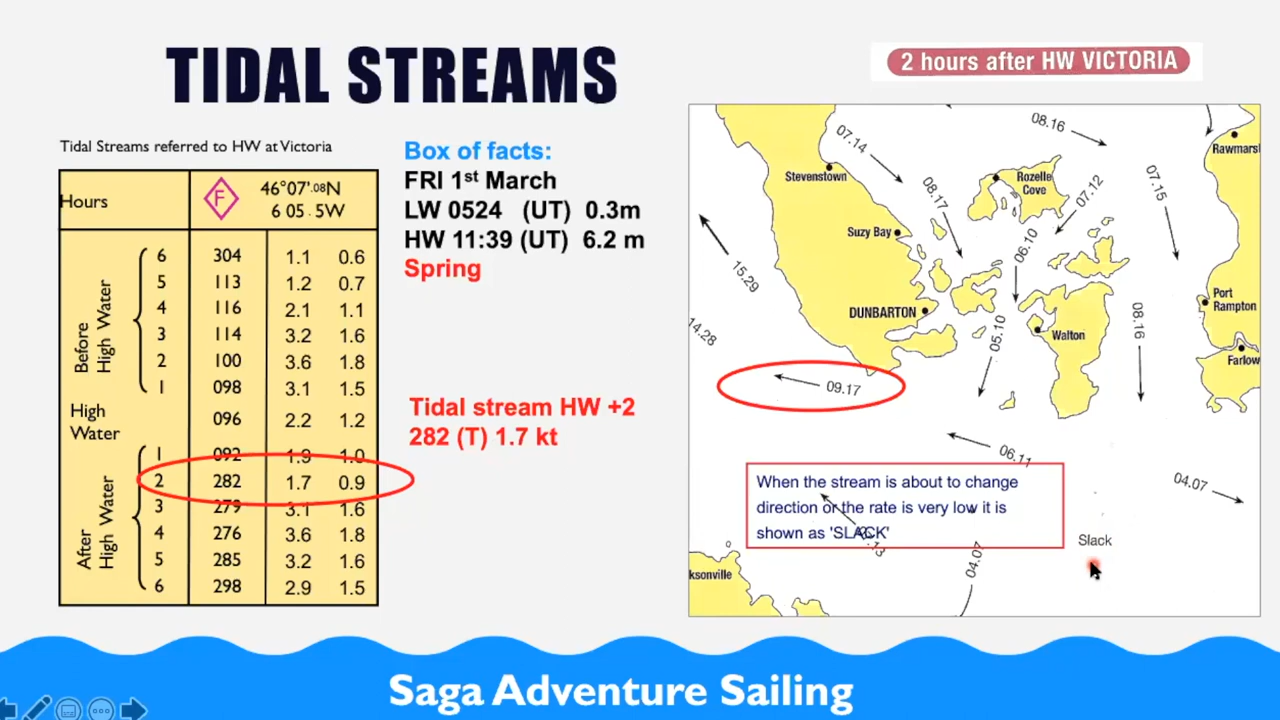 TIDAL STREAMS
2 hours after HW VICTORIA
Tidal Streams referred to HW at Victoria
Hours F 46°07'.08N
6 05.5W
Before High Water
6 304 1.1 0.6
5 113 1.2 0.7
4 116 2.1 1.1
3 114 3.2 1.6
2 100 3.6 1.8
1 098 3.1 1.5
High Water 096 2.2 1.2
After High Water
1 092 1.9 1.0
2 282 1.7 0.9
3 279 3.1 1.6
4 276 3.6 1.8
5 285 3.2 1.6
6 298 2.9 1.5
Box of facts:
FRI 1st March
LW 0524 (UT) 0.3m
HW 11:39 (UT) 6.2 m
Spring
Tidal stream HW +2
282 (T) 1.7 kt
07.14
08.16
Rawmars
Stevenstown
Rozelle
Cove
08.17
07.12
07.15
Suzy Bay
06.10
15.29
Port
Rampton
DUNBARTON
05.10
Walton
08.16
14.28
Farlow
09.17
06.11
04.07
When the stream is about to change
direction or the rate is very low it is
shown as 'SLACK'
Slack
04.07
ksonville
Saga Adventure Sailing